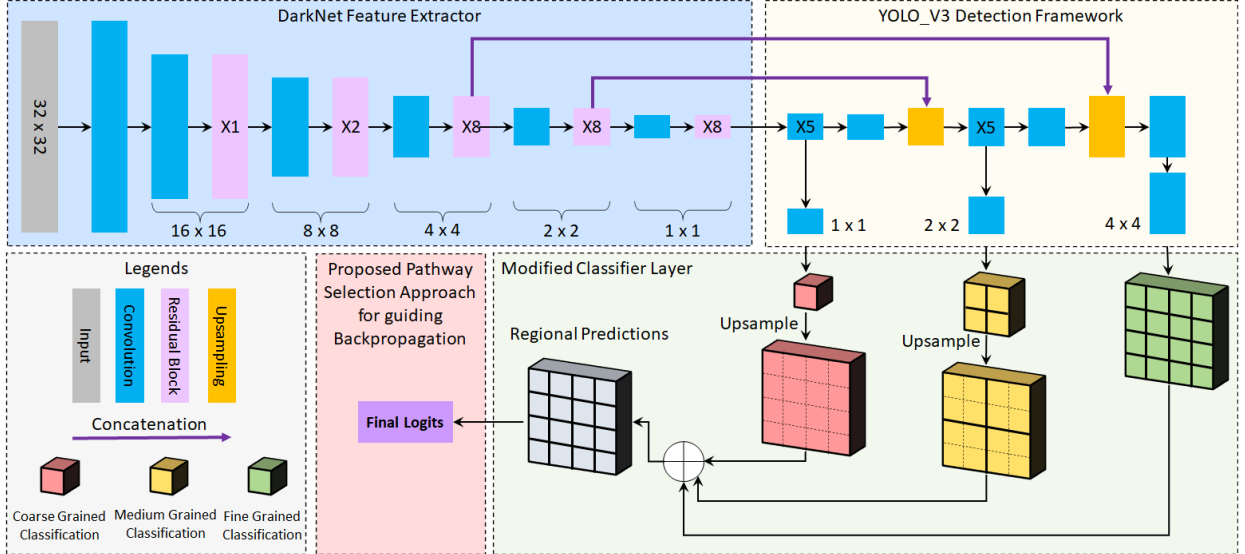 DarkNet Feature Extractor
YOLO_V3 Detection Framework
32 x 32
X1
X2
X8
X8
X8
X5
X5
16 x 16
8 x 8
4 x 4
2 x 2
1 x 1
1 x 1
2 x 2
4 x 4
Legends
Input
Convolution
Residual Block
Upsampling
Concatenation
Coarse Grained
Classification
Medium Grained
Classification
Fine Grained
Classification
Proposed Pathway
Selection Approach
for guiding
Backpropagation
Final Logits
Modified Classifier Layer
Regional Predictions
Upsample
Upsample